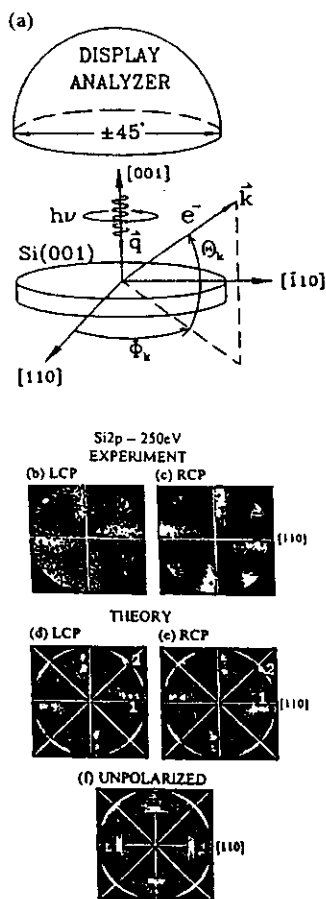 (a)
DISPLAY
ANALYZER
±45°
[001]
hν
q⃗
e⁻
k⃗
Si(001)
Θₖ
[1̄10]
[110]
Φₖ
Si2p – 250eV
EXPERIMENT
(b) LCP
(c) RCP
[110]
THEORY
(d) LCP
(e) RCP
2
1
2
1
[110]
(f) UNPOLARIZED
[110]